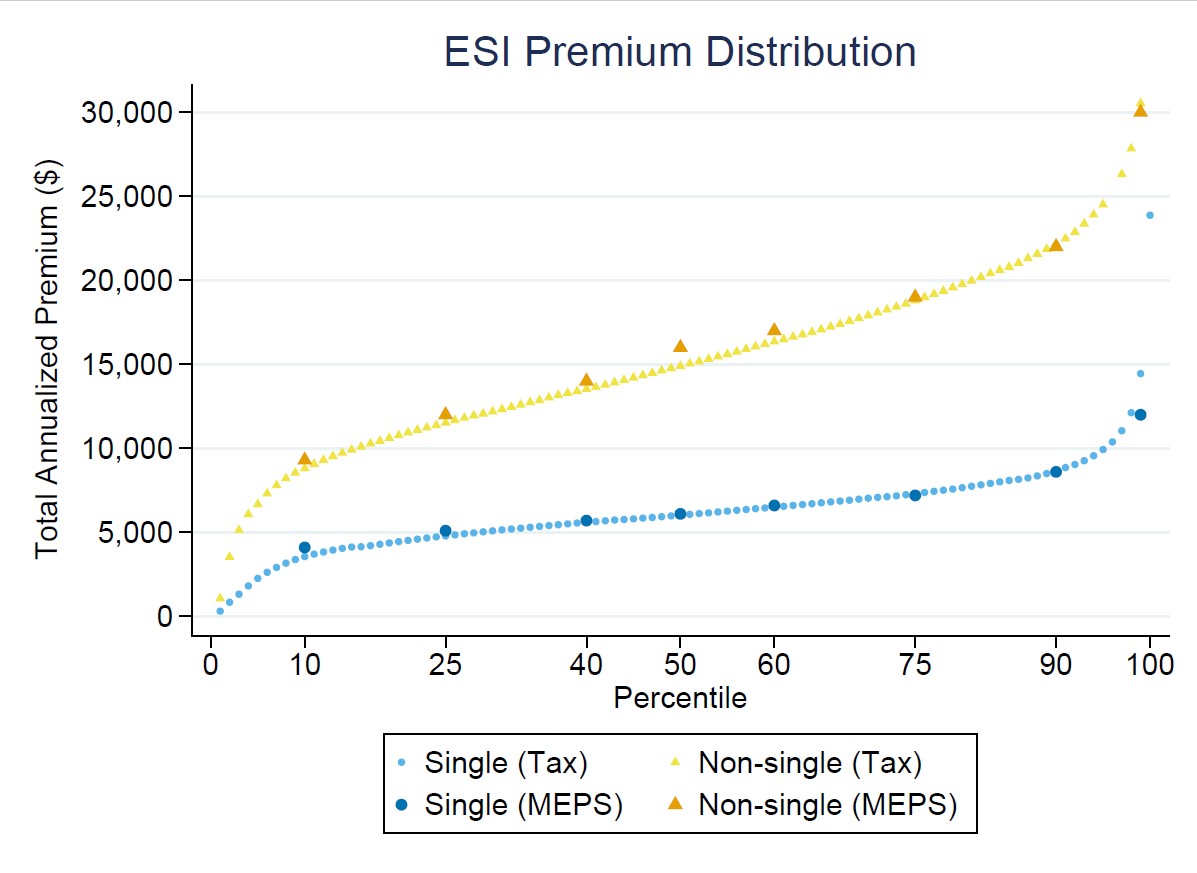 ESI Premium Distribution
Total Annualized Premium ($)
30,000
25,000
20,000
15,000
10,000
5,000
0
0 10 25 40 50 60 75 90 100
Percentile
Single (Tax) Non-single (Tax)
Single (MEPS) Non-single (MEPS)